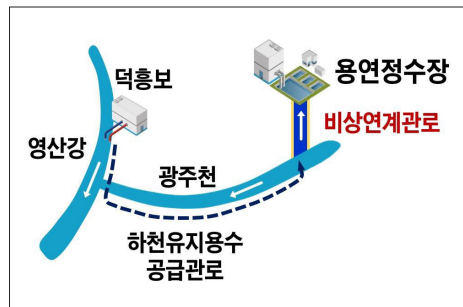 덕흥보
용연정수장
비상연계관로
영산강
광주천
하천유지용수
공급관로